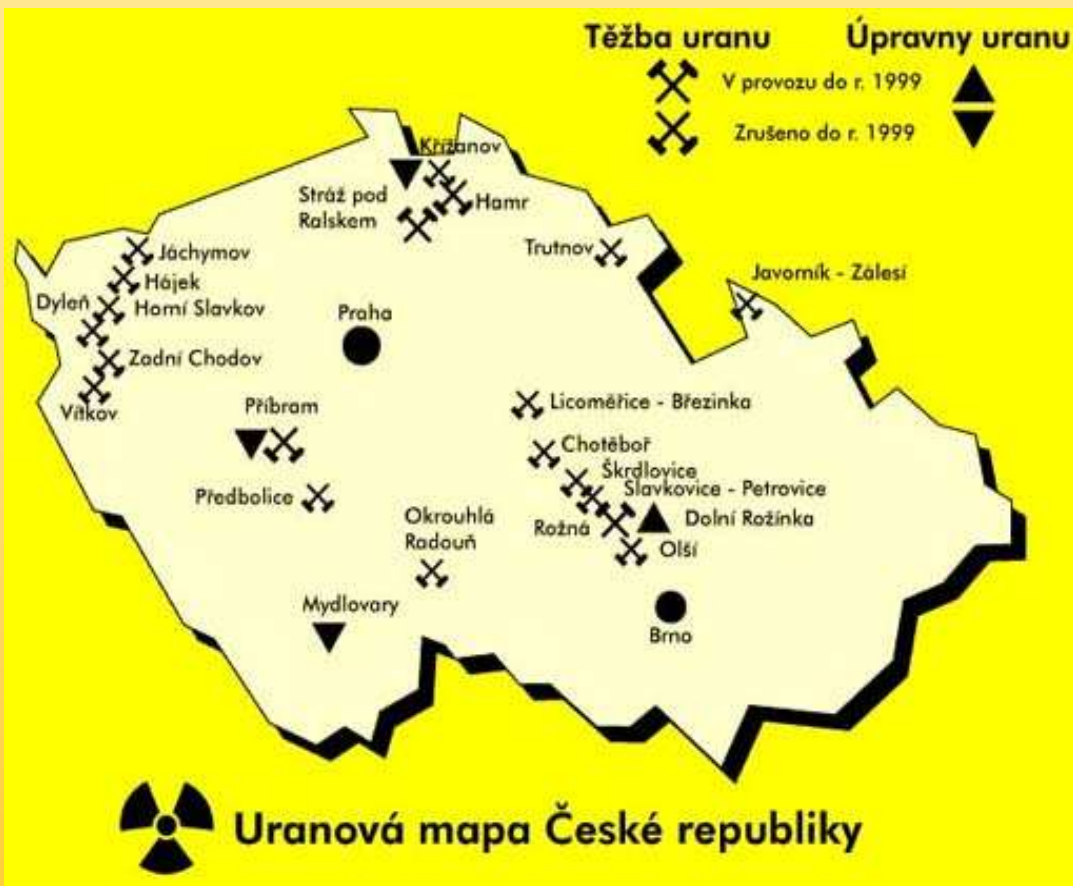 Těžba uranu
Úpravny uranu
V provozu do r. 1999
Zrušeno do r. 1999
Křížanov
Stráž pod
Ralskem
Hamr
Trutnov
Jáchymov
Hájek
Dyleň
Horní Slavkov
Javorník - Zálesí
Praha
Zadní Chodov
Vítkov
Příbram
Licoměřice - Březinka
Chotěboř
Škrdlovice
Předbolice
Slavkovice - Petrovice
Okrouhlá
Radouň
Rožná
Dolní Rožínka
Olší
Mydlovary
Brno
Uranová mapa České republiky